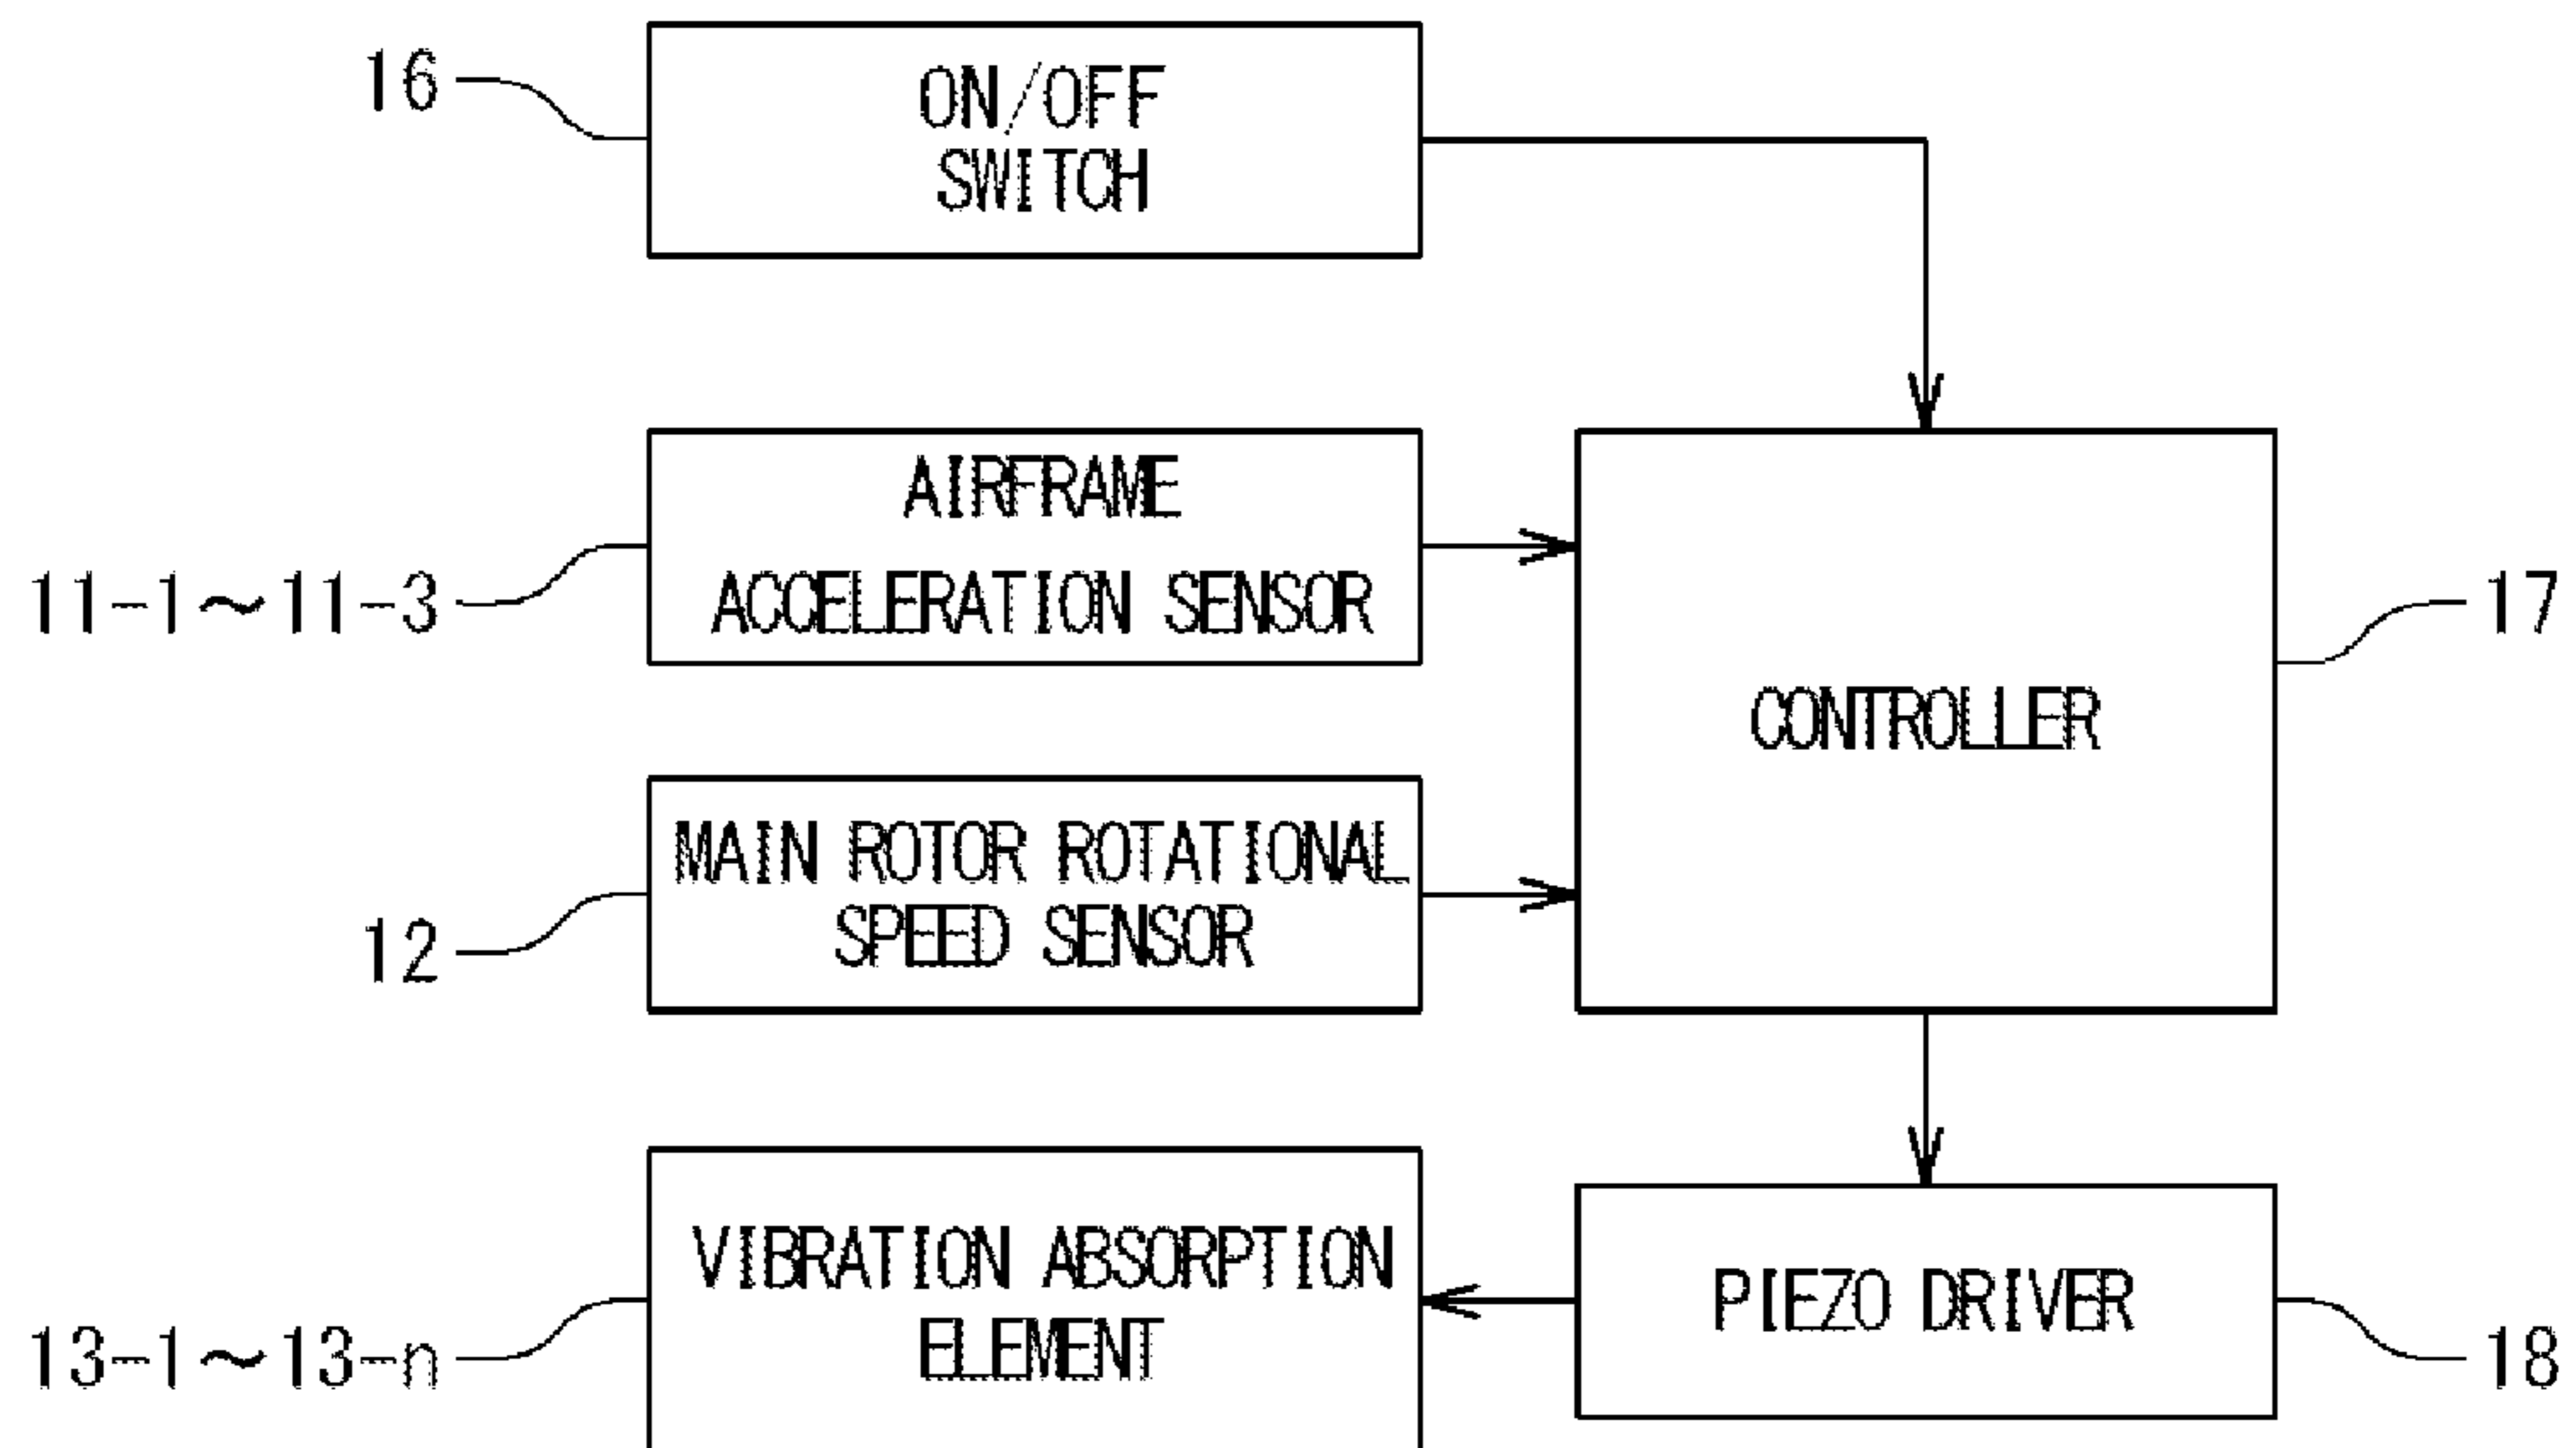 16
ON/OFF
SWITCH
AIRFRAME
ACCELERATION SENSOR
11-1～11-3
CONTROLLER
17
MAIN ROTOR ROTATIONAL
SPEED SENSOR
12
VIBRATION ABSORPTION
ELEMENT
13-1～13-n
PIEZO DRIVER
18